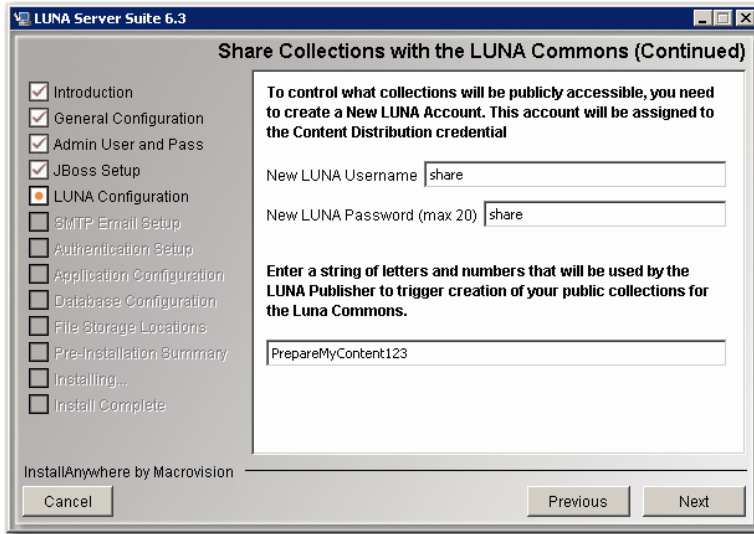 LUNA Server Suite 6.3
Share Collections with the LUNA Commons (Continued)
Introduction
General Configuration
Admin User and Pass
JBoss Setup
LUNA Configuration
SMTP Email Setup
Authentication Setup
Application Configuration
Database Configuration
File Storage Locations
Pre-Installation Summary
Installing...
Install Complete
To control what collections will be publicly accessible, you need
to create a New LUNA Account. This account will be assigned to
the Content Distribution credential
New LUNA Username share
New LUNA Password (max 20) share
Enter a string of letters and numbers that will be used by the
LUNA Publisher to trigger creation of your public collections for
the Luna Commons.
PrepareMyContent123
InstallAnywhere by Macrovision
Cancel Previous Next